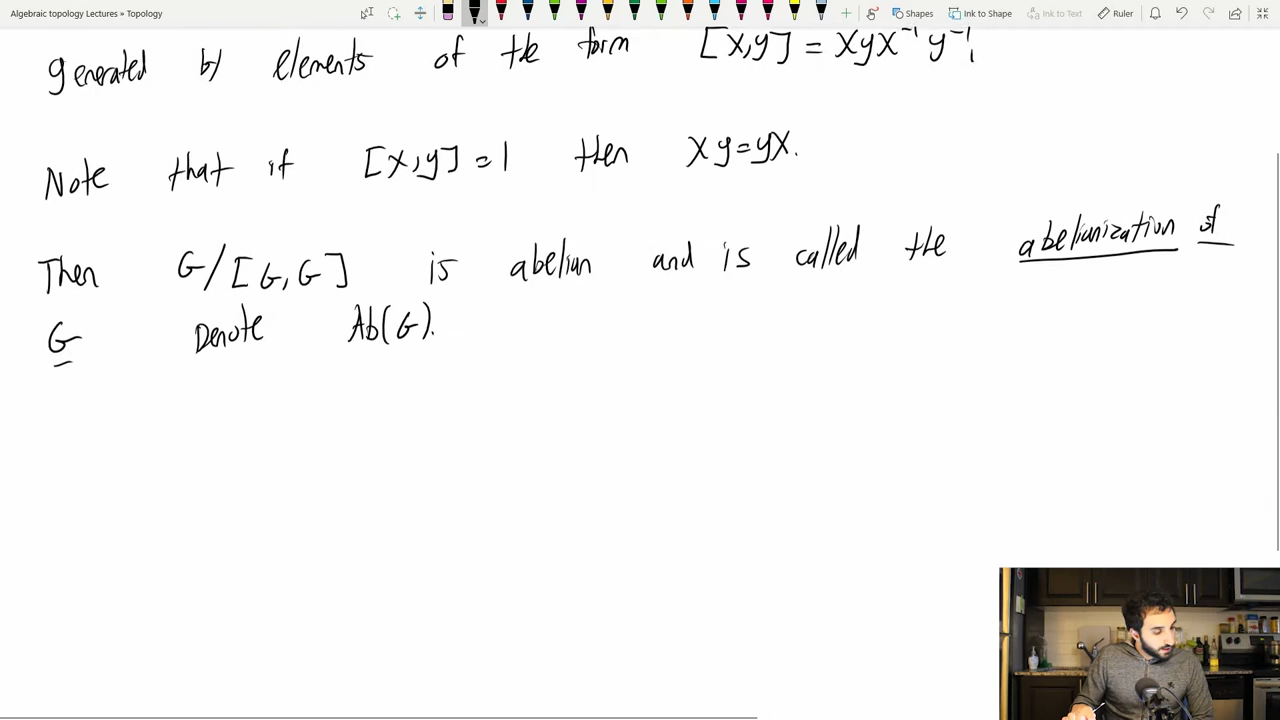 Algebraic topology Lectures » Topology
Shapes
Ink to Shape
Ink to Text
Ruler
generated by elements of the form [x,y] = xyx⁻¹y⁻¹.
Note that if [x,y] = 1 then xy=yx.
Then G/[G,G] is abelian and is called the abelianization of
G Denote Ab(G).